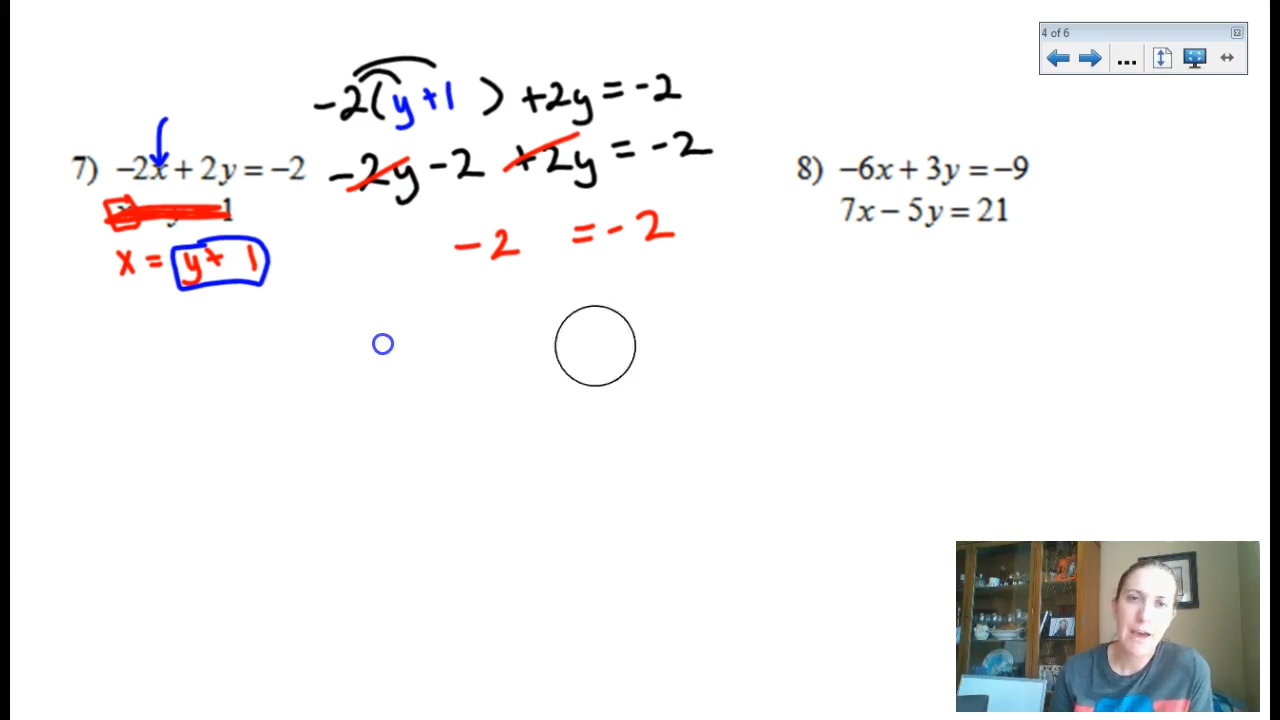 4 of 6
-2(y+1) +2y = -2
7) -2x + 2y = -2
-2y -2 +2y = -2
1
x = y + 1
-2 = -2
8) -6x + 3y = -9
7x - 5y = 21